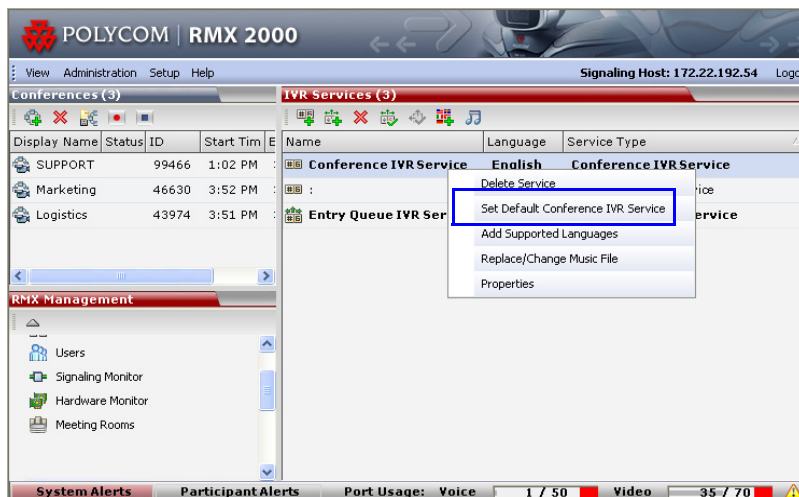 POLYCOM | RMX 2000
View Administration Setup Help
Signaling Host: 172.22.192.54
Conferences (3)
Display Name Status ID Start Tim
SUPPORT 99466 1:02 PM
Marketing 46630 3:52 PM
Logistics 43974 3:51 PM
RMX Management
Users
Signaling Monitor
Hardware Monitor
Meeting Rooms
IVR Services (3)
Name Language Service Type
Conference IVR Service English Conference IVR Service
:
Entry Queue IVR Ser
Delete Service
Set Default Conference IVR Service
Add Supported Languages
Replace/Change Music File
Properties
System Alerts Participant Alerts Port Usage: Voice 1 / 50 Video 35 / 70